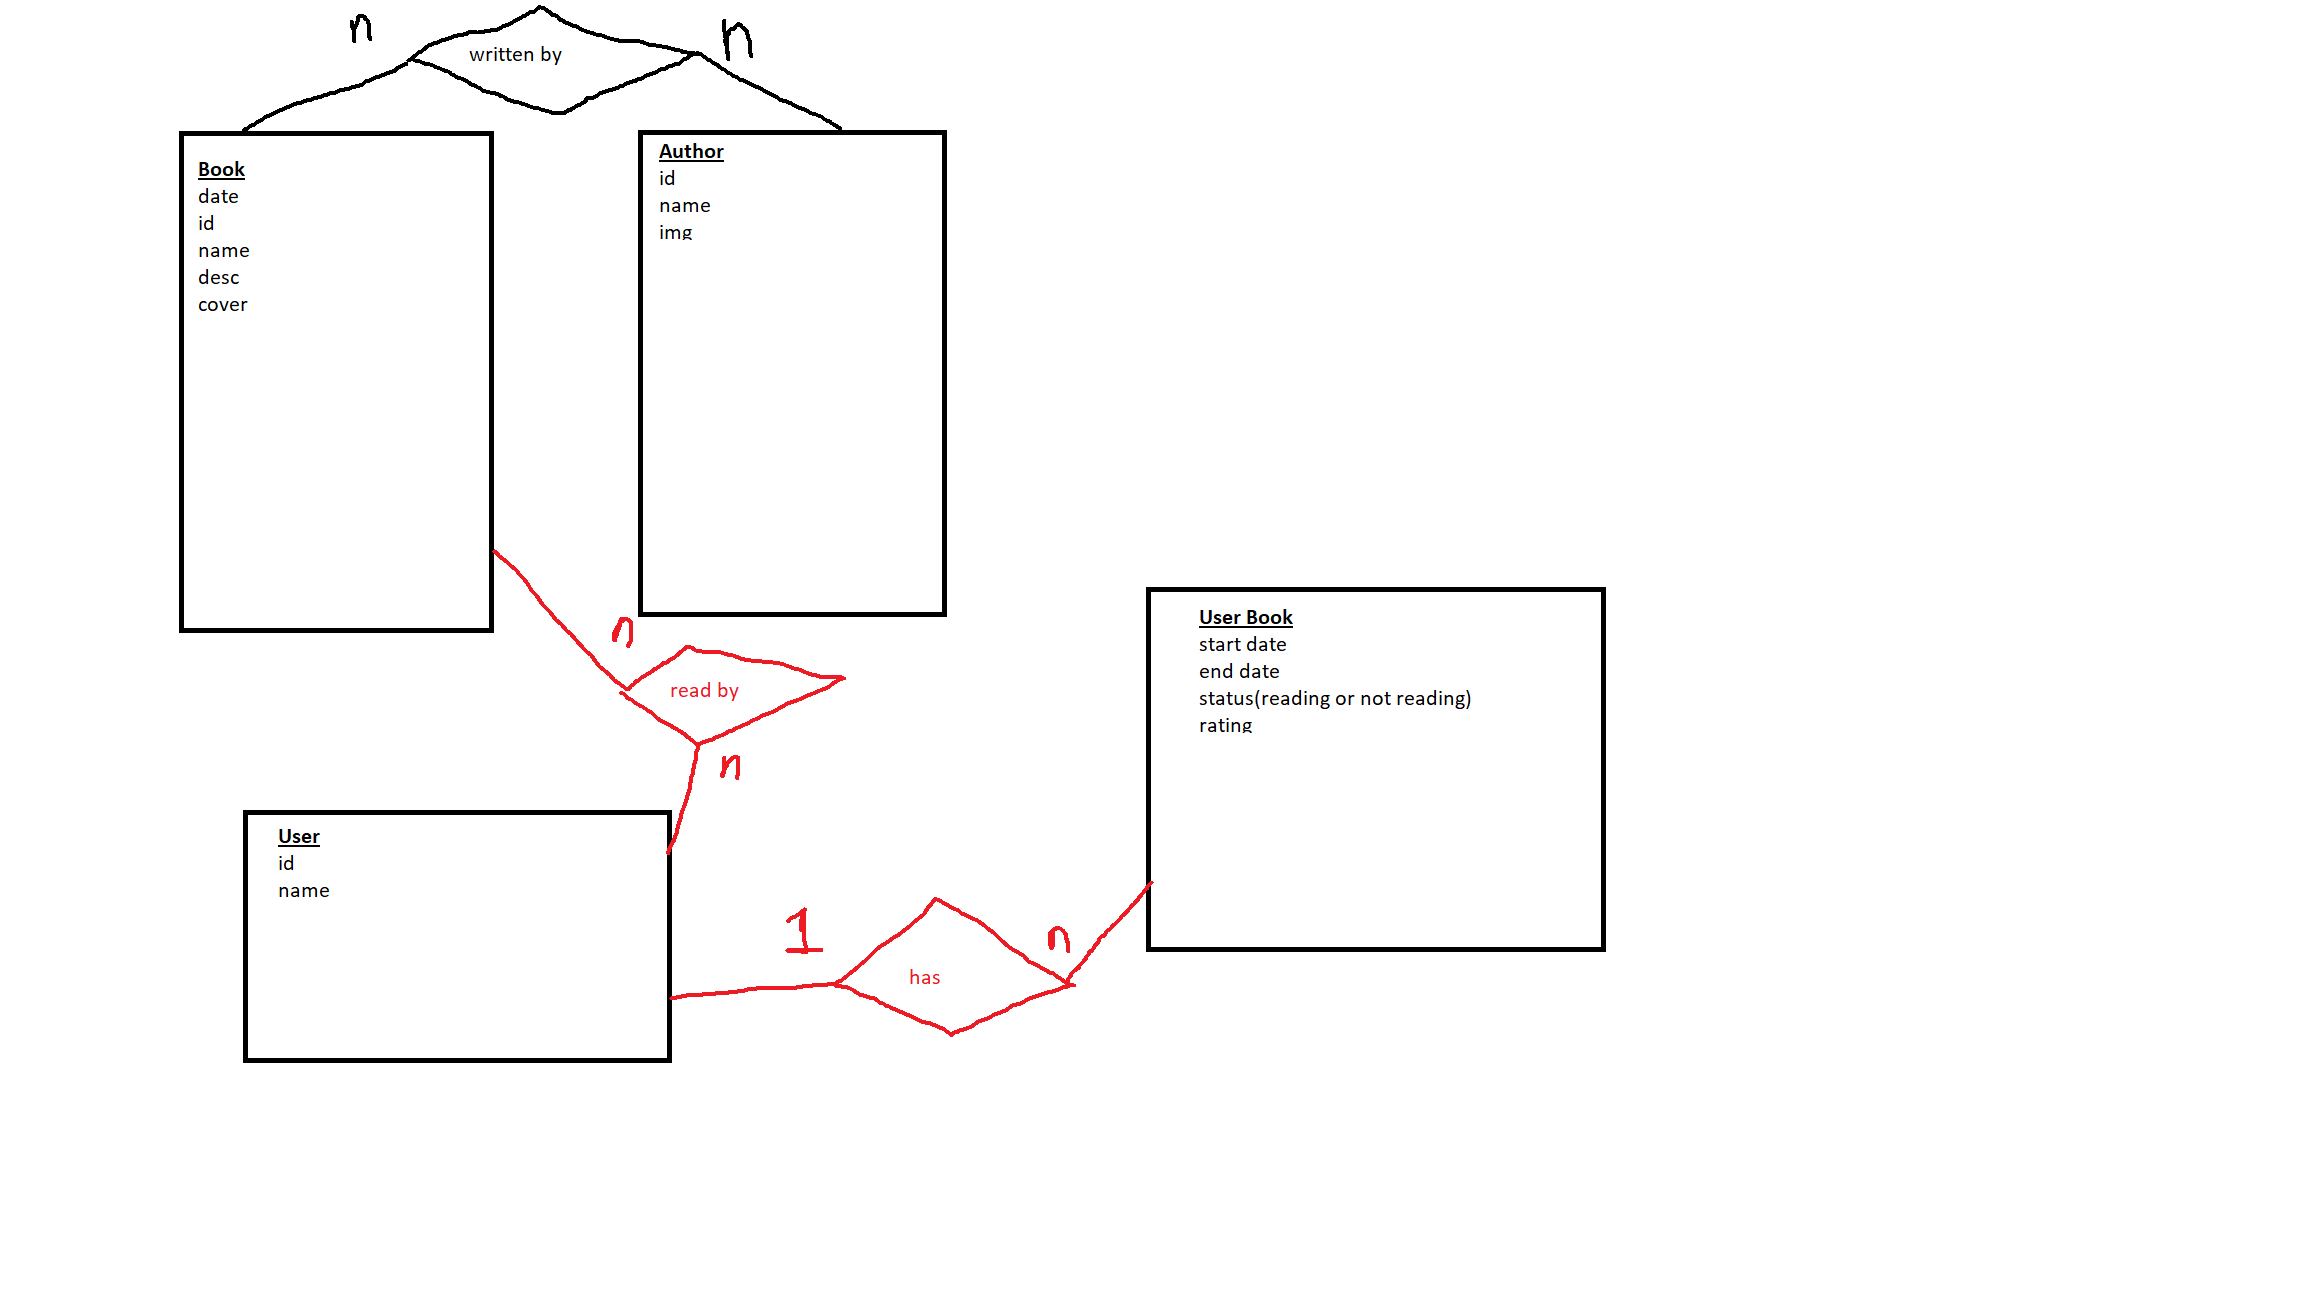 n
n
written by
Book
date
id
name
desc
cover
Author
id
name
img
n
read by
n
User
id
name
1
has
n
User Book
start date
end date
status(reading or not reading)
rating